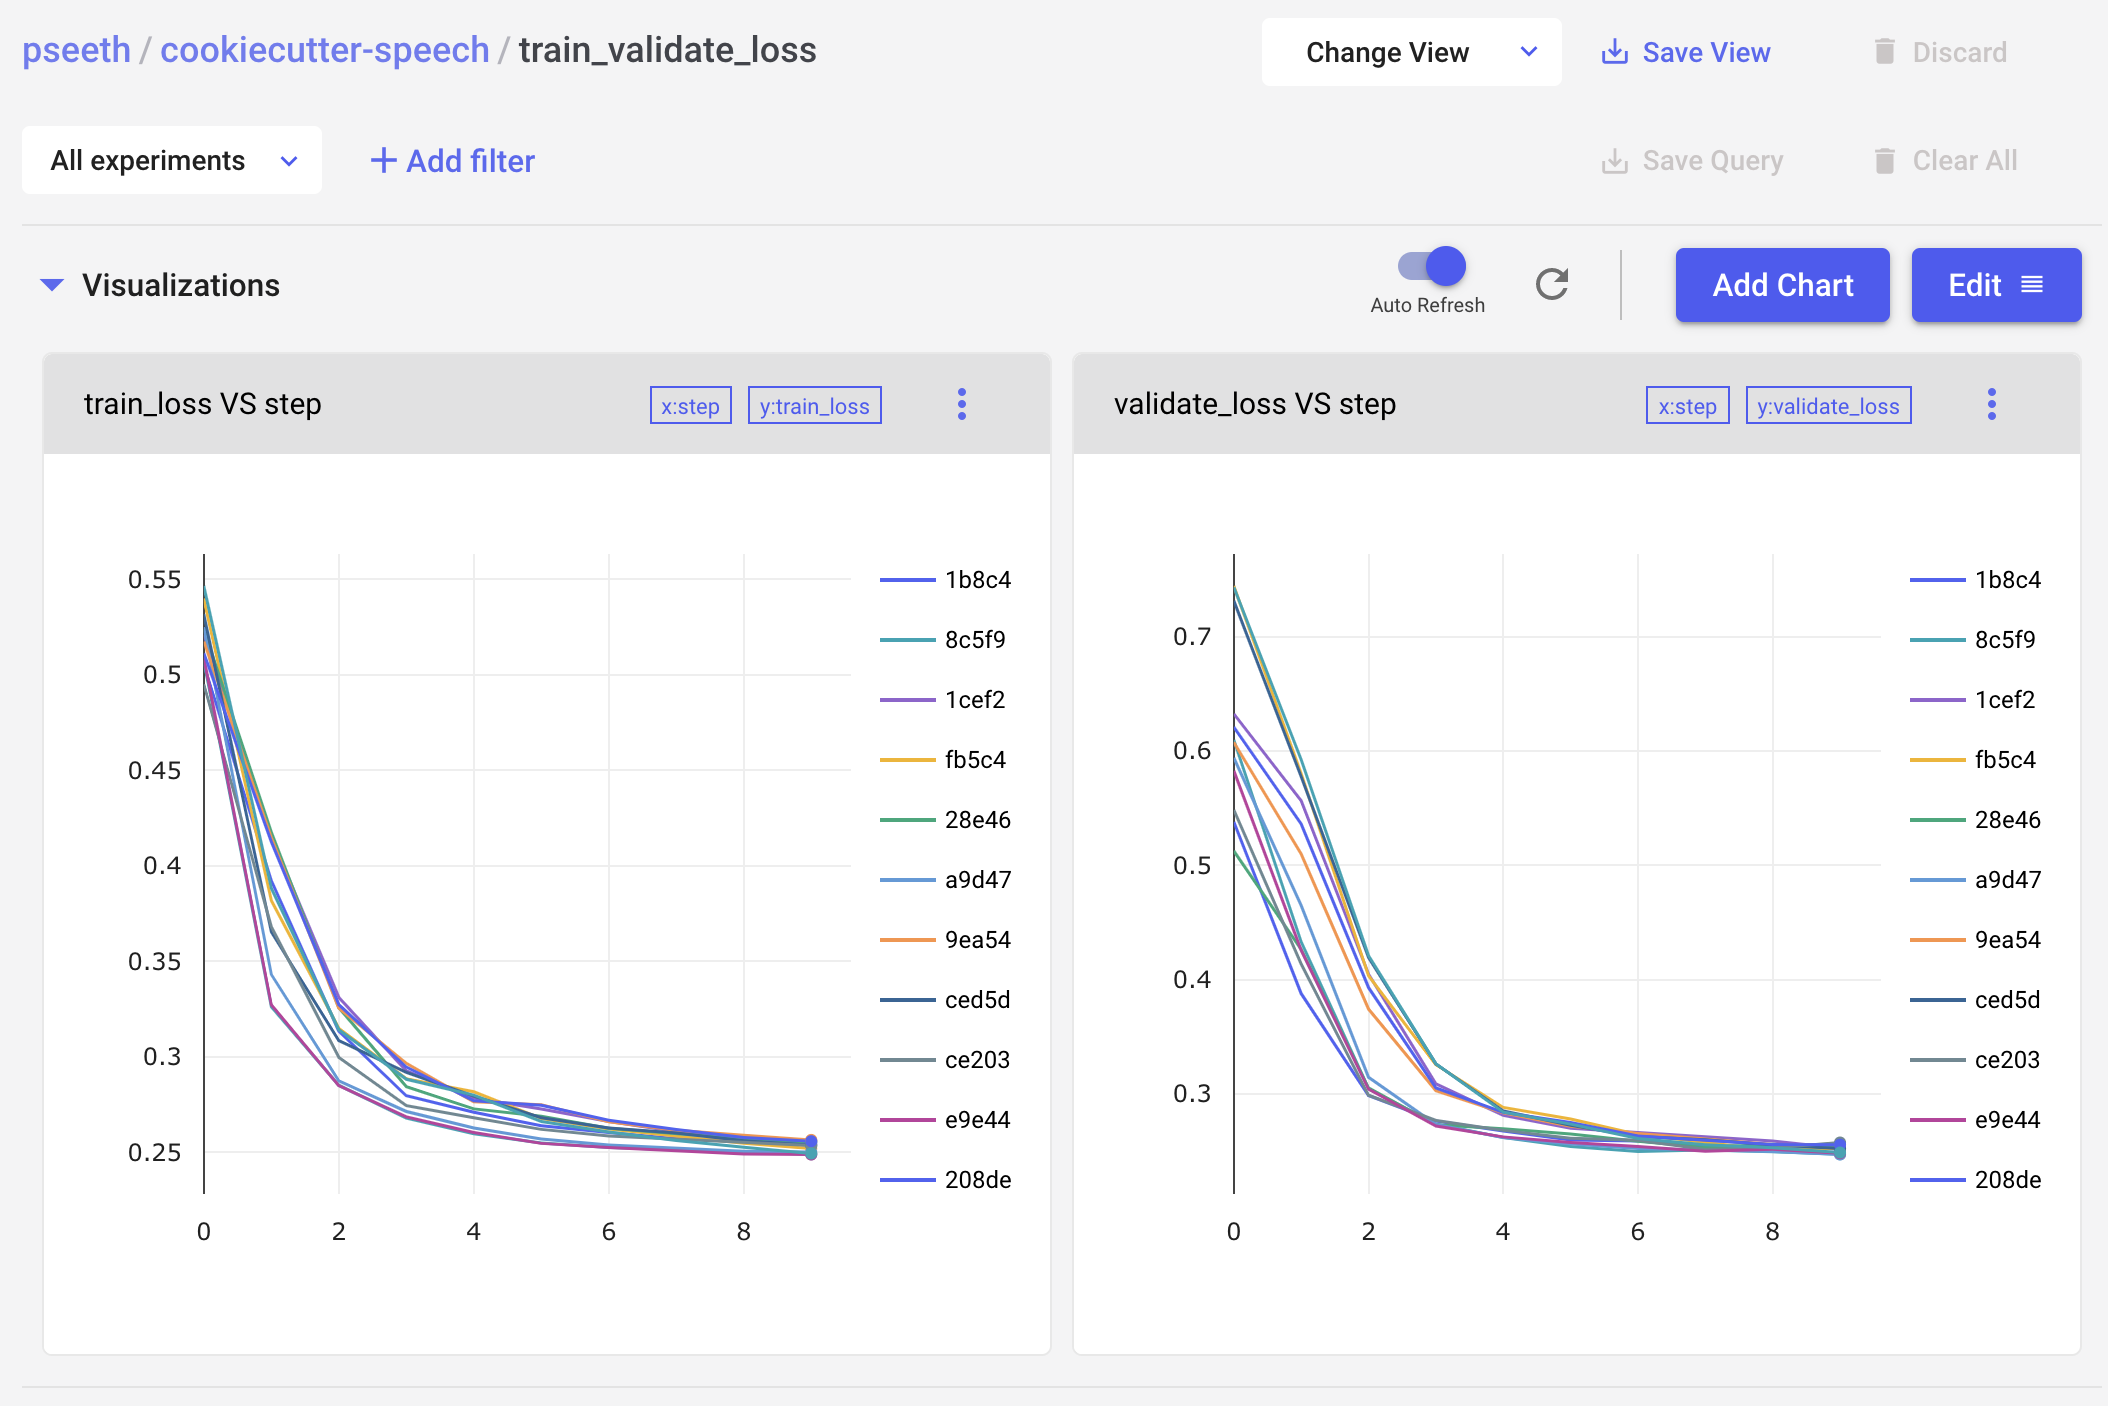 pseeth / cookiecutter-speech / train_validate_loss
Change View
Save View
Discard
All experiments
Add filter
Save Query
Clear All
Visualizations
Auto Refresh
Add Chart
Edit
train_loss VS step
x:step
y:train_loss
0.55
0.5
0.45
0.4
0.35
0.3
0.25
0 2 4 6 8
1b8c4
8c5f9
1cef2
fb5c4
28e46
a9d47
9ea54
ced5d
ce203
e9e44
208de
validate_loss VS step
x:step
y:validate_loss
0.7
0.6
0.5
0.4
0.3
0 2 4 6 8
1b8c4
8c5f9
1cef2
fb5c4
28e46
a9d47
9ea54
ced5d
ce203
e9e44
208de